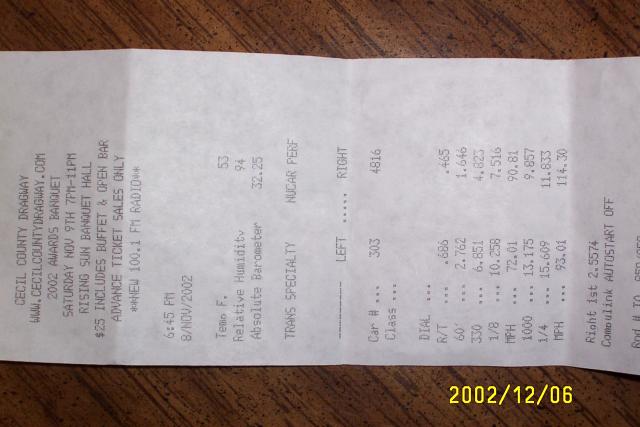 CECIL COUNTY DRAGWAY
WWW.CECILCOUNTYDRAGWAY.COM
2002 AWARDS BANQUET
SATURDAY NOV 9TH 7PM-11PM
RISING SUN BANQUET HALL
$25 INCLUDES BUFFET & OPEN BAR
ADVANCE TICKET SALES ONLY
**NEW 100.1 FM RADIO**
6:45 PM
8/NOV/2002
Temp F. 53
Relative Humidity 94
Absolute Barometer 32.25
TRANS SPECIALTY NUCAR PERF
--------- LEFT ..... RIGHT
Car # ... 303 4816
Class ...
DIAL ...
R/T ... .686 .465
60' ... 2.762 1.646
330 ... 6.851 4.823
1/8 ... 10.258 7.516
MPH ... 72.01 90.81
1000 ... 13.175 9.857
1/4 ... 15.609 11.833
MPH ... 93.01 114.30
Right 1st 2.5574
Compulink AUTOSTART OFF
2002/12/06